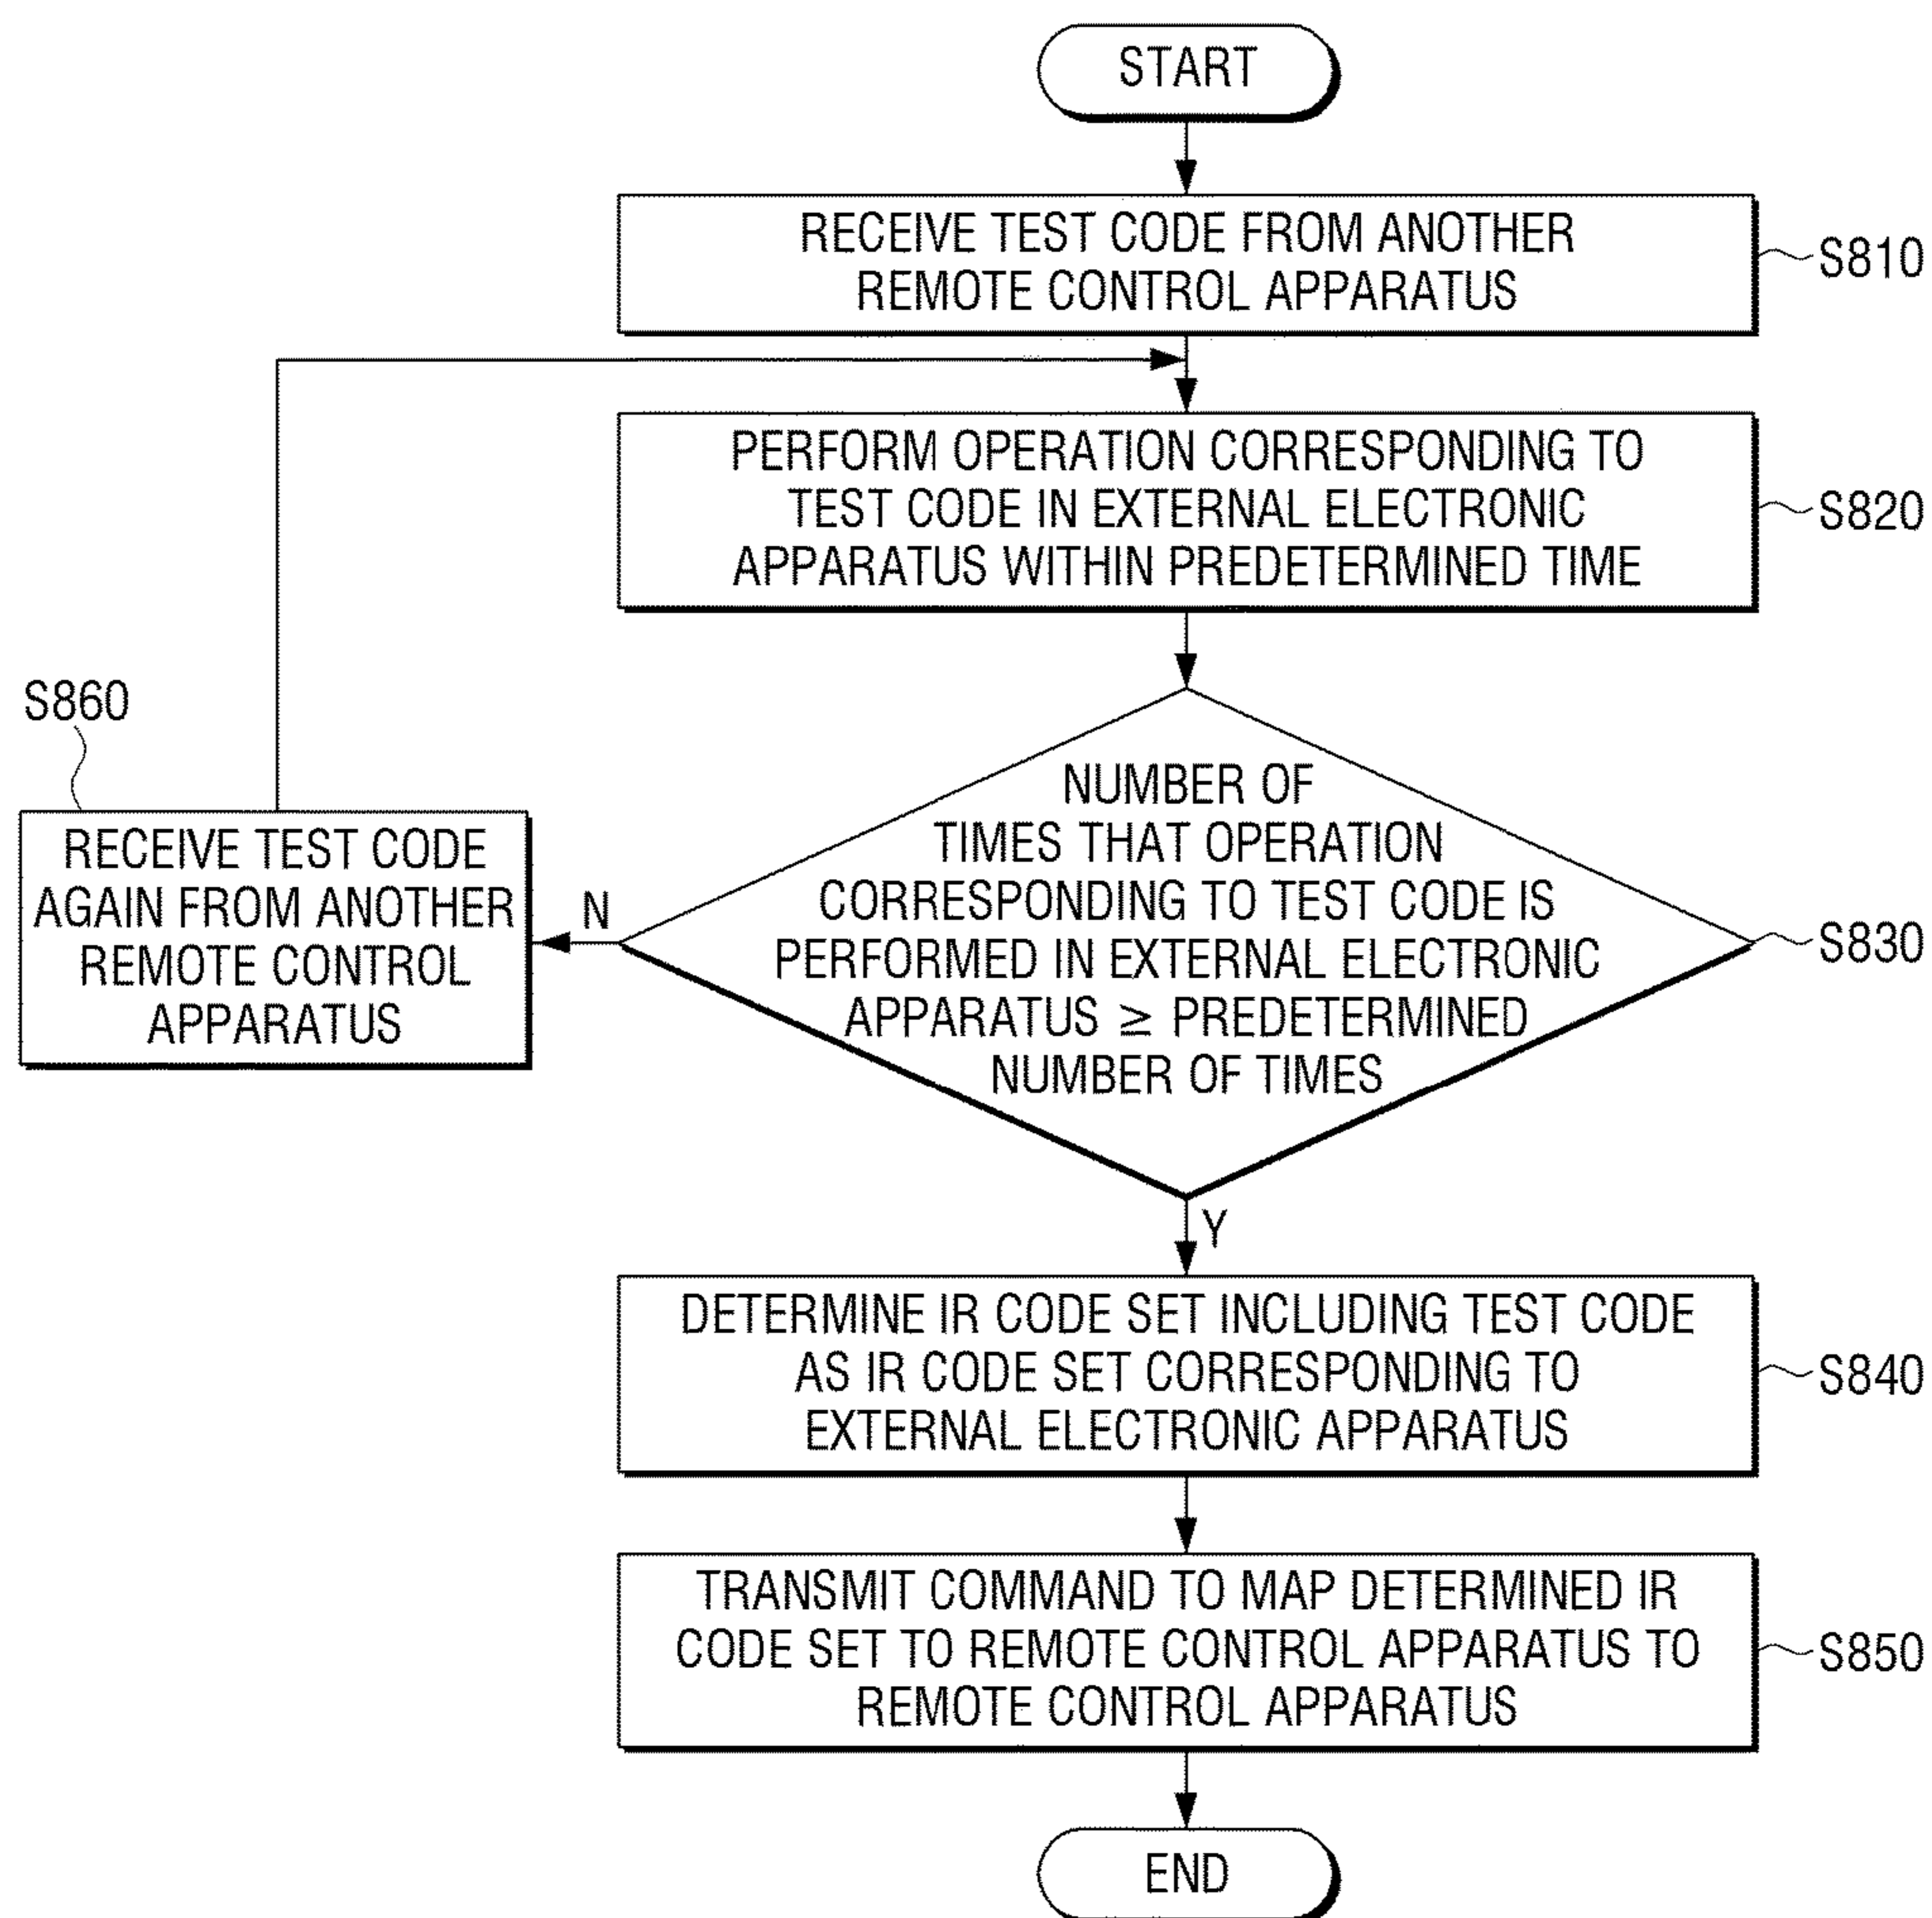 START
RECEIVE TEST CODE FROM ANOTHER
REMOTE CONTROL APPARATUS
S810
PERFORM OPERATION CORRESPONDING TO
TEST CODE IN EXTERNAL ELECTRONIC
APPARATUS WITHIN PREDETERMINED TIME
S820
NUMBER OF
TIMES THAT OPERATION
CORRESPONDING TO TEST CODE IS
PERFORMED IN EXTERNAL ELECTRONIC
APPARATUS ≥ PREDETERMINED
NUMBER OF TIMES
S830
N
S860
RECEIVE TEST CODE
AGAIN FROM ANOTHER
REMOTE CONTROL
APPARATUS
Y
DETERMINE IR CODE SET INCLUDING TEST CODE
AS IR CODE SET CORRESPONDING TO
EXTERNAL ELECTRONIC APPARATUS
S840
TRANSMIT COMMAND TO MAP DETERMINED IR
CODE SET TO REMOTE CONTROL APPARATUS TO
REMOTE CONTROL APPARATUS
S850
END